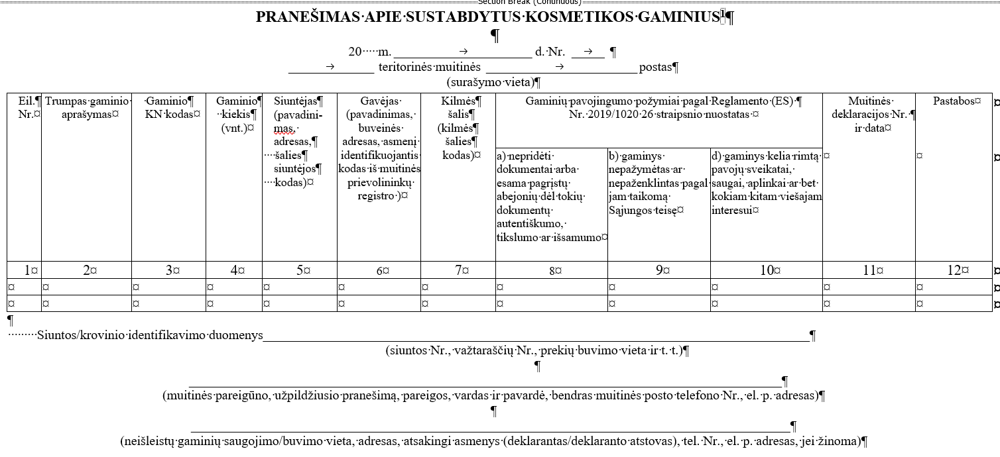 Section Break (Continuous)
PRANEŠIMAS APIE SUSTABDYTUS KOSMETIKOS GAMINIUS1
20     m. ____________________ d. Nr. _____
_____________ teritorinės muitinės _______________________ postas
(surašymo vieta)
Eil.
Nr.
Trumpas gaminio
aprašymas
Gaminio
KN kodas
Gaminio
kiekis
(vnt.)
Siuntėjas
(pavadini-
mas,
adresas,
šalies
siuntėjos
kodas)
Gavėjas
(pavadinimas,
buveinės
adresas, asmenį
identifikuojantis
kodas iš muitinės
prievolininkų
registro )
Kilmės
šalis
(kilmės
šalies
kodas)
Gaminių pavojingumo požymiai pagal Reglamento (ES)
Nr. 2019/1020 26 straipsnio nuostatas
a) nepridėti
dokumentai arba
esama pagrįstų
abejonių dėl tokių
dokumentų
autentiškumo,
tikslumo ar išsamumo
b) gaminys
nepažymėtas ar
nepaženklintas pagal
jam taikomą
Sąjungos teisę
d) gaminys kelia rimtą
pavojų sveikatai,
saugai, aplinkai ar bet
kokiam kitam viešajam
interesui
Muitinės
deklaracijos Nr.
ir data
Pastabos
1 2 3 4 5 6 7 8 9 10 11 12
Siuntos/krovinio identifikavimo duomenys____________________
(siuntos Nr., važtaraščių Nr., prekių buvimo vieta ir t. t.)
(muitinės pareigūno, užpildžiusio pranešimą, pareigos, vardas ir pavardė, bendras muitinės posto telefono Nr., el. p. adresas)
(neišleistų gaminių saugojimo/buvimo vieta, adresas, atsakingi asmenys (deklarantas/deklaranto atstovas), tel. Nr., el. p. adresas, jei žinoma)